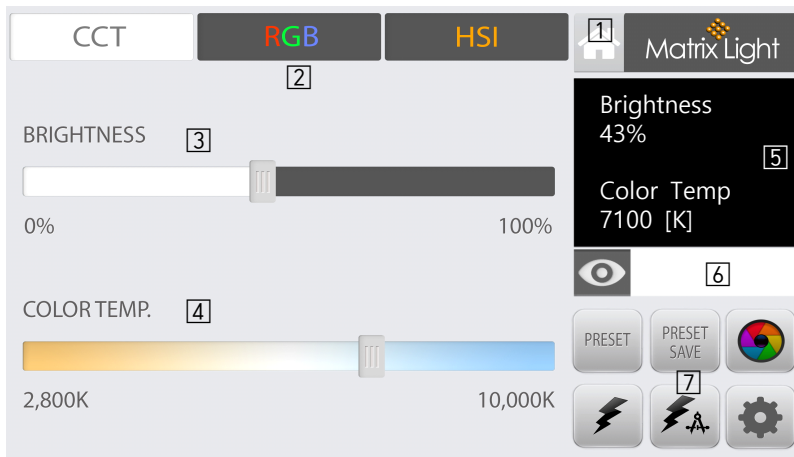 CCT
RGB
HSI
1
Matrix Light
2
BRIGHTNESS
3
0%
100%
COLOR TEMP.
4
2,800K
10,000K
Brightness
43%
5
Color Temp
7100 [K]
6
PRESET
PRESET
SAVE
7
A